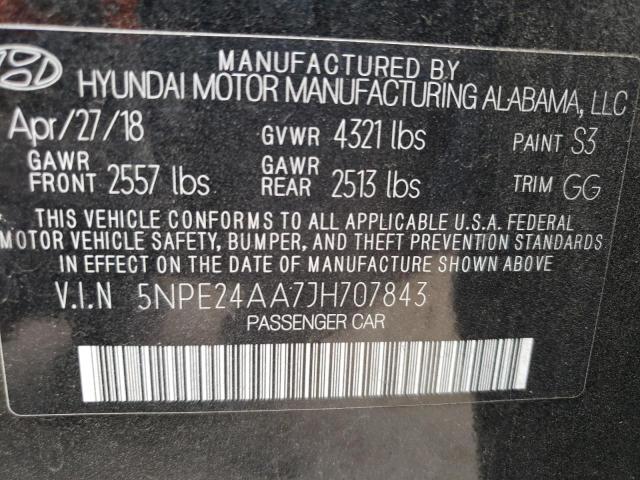 MANUFACTURED BY
HYUNDAI MOTOR MANUFACTURING ALABAMA, LLC
Apr/27/18 GVWR 4321 lbs PAINT S3
GAWR FRONT 2557 lbs GAWR REAR 2513 lbs TRIM GG
THIS VEHICLE CONFORMS TO ALL APPLICABLE U.S.A. FEDERAL
MOTOR VEHICLE SAFETY, BUMPER, AND THEFT PREVENTION STANDARDS
IN EFFECT ON THE DATE OF MANUFACTURE SHOWN ABOVE.
V.I.N 5NPE24AA7JH707843
PASSENGER CAR